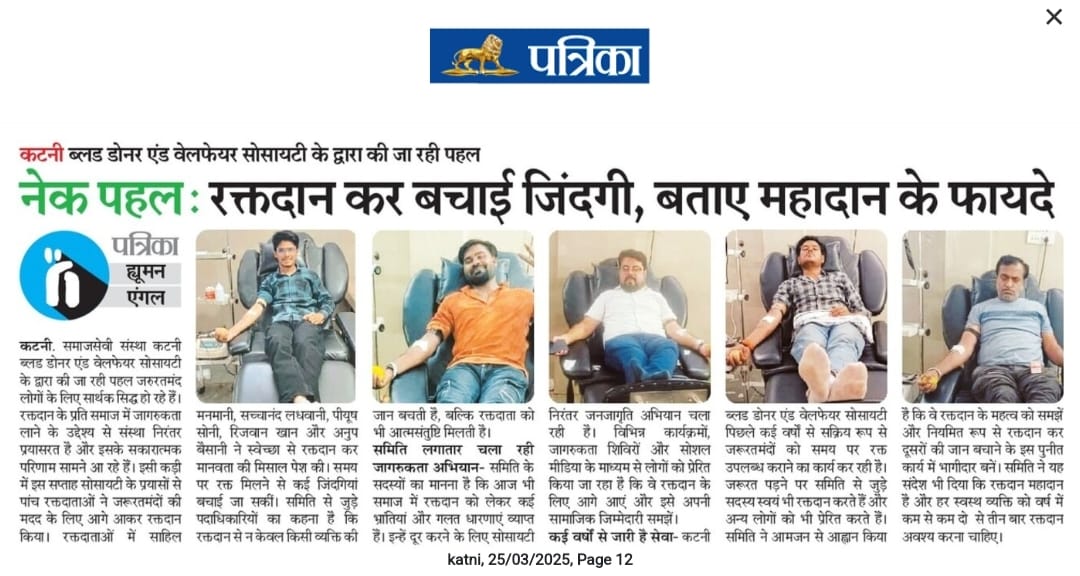 पत्रिका
कटनी ब्लड डोनर एंड वेलफेयर सोसायटी के द्वारा की जा रही पहल
नेक पहल: रक्तदान कर बचाई जिंदगी, बताए महादान के फायदे
पत्रिका
ह्यूमन
एंगल
कटनी. समाजसेवी संस्था कटनी
ब्लड डोनर एंड वेलफेयर सोसायटी
के द्वारा की जा रही पहल जरुरतमंद
लोगों के लिए सार्थक सिद्ध हो रहे हैं।
रक्तदान के प्रति समाज में जागरुकता
लाने के उद्देश्य से संस्था निरंतर
प्रयासरत है और इसके सकारात्मक
परिणाम सामने आ रहे हैं। इसी कड़ी
में इस सप्ताह सोसायटी के प्रयासों से
पांच रक्तदाताओं ने जरूरतमंदों की
मदद के लिए आगे आकर रक्तदान
किया। रक्तदाताओं में साहिल
मनमानी, सच्चानंद लधवानी, पीयूष
सोनी, रिजवान खान और अनुप
बैसानी ने स्वेच्छा से रक्तदान कर
मानवता की मिसाल पेश की। समय
पर रक्त मिलने से कई जिंदगियां
बचाई जा सकीं। समिति से जुड़े
पदाधिकारियों का कहना है कि
रक्तदान से न केवल किसी व्यक्ति की
जान बचती है, बल्कि रक्तदाता को
भी आत्मसंतुष्टि मिलती है।
समिति लगातार चला रही
जागरुकता अभियान- समिति के
सदस्यों का मानना है कि आज भी
समाज में रक्तदान को लेकर कई
भ्रांतियां और गलत धारणाएं व्याप्त
हैं। इन्हें दूर करने के लिए सोसायटी
निरंतर जनजागृति अभियान चला
रही है। विभिन्न कार्यक्रमों,
जागरुकता शिविरों और सोशल
मीडिया के माध्यम से लोगों को प्रेरित
किया जा रहा है कि वे रक्तदान के
लिए आगे आएं और इसे अपनी
सामाजिक जिम्मेदारी समझें।
कई वर्षों से जारी है सेवा- कटनी
ब्लड डोनर एंड वेलफेयर सोसायटी
पिछले कई वर्षों से सक्रिय रूप से
जरूरतमंदों को समय पर रक्त
उपलब्ध कराने का कार्य कर रही है।
जरूरत पड़ने पर समिति से जुड़े
सदस्य स्वयं भी रक्तदान करते हैं और
अन्य लोगों को भी प्रेरित करते हैं।
समिति ने आमजन से आह्वान किया
है कि वे रक्तदान के महत्व को समझें
और नियमित रूप से रक्तदान कर
दूसरों की जान बचाने के इस पुनीत
कार्य में भागीदार बनें। समिति ने यह
संदेश भी दिया कि रक्तदान महादान
है और हर स्वस्थ व्यक्ति को वर्ष में
कम से कम दो से तीन बार रक्तदान
अवश्य करना चाहिए।
katni, 25/03/2025, Page 12